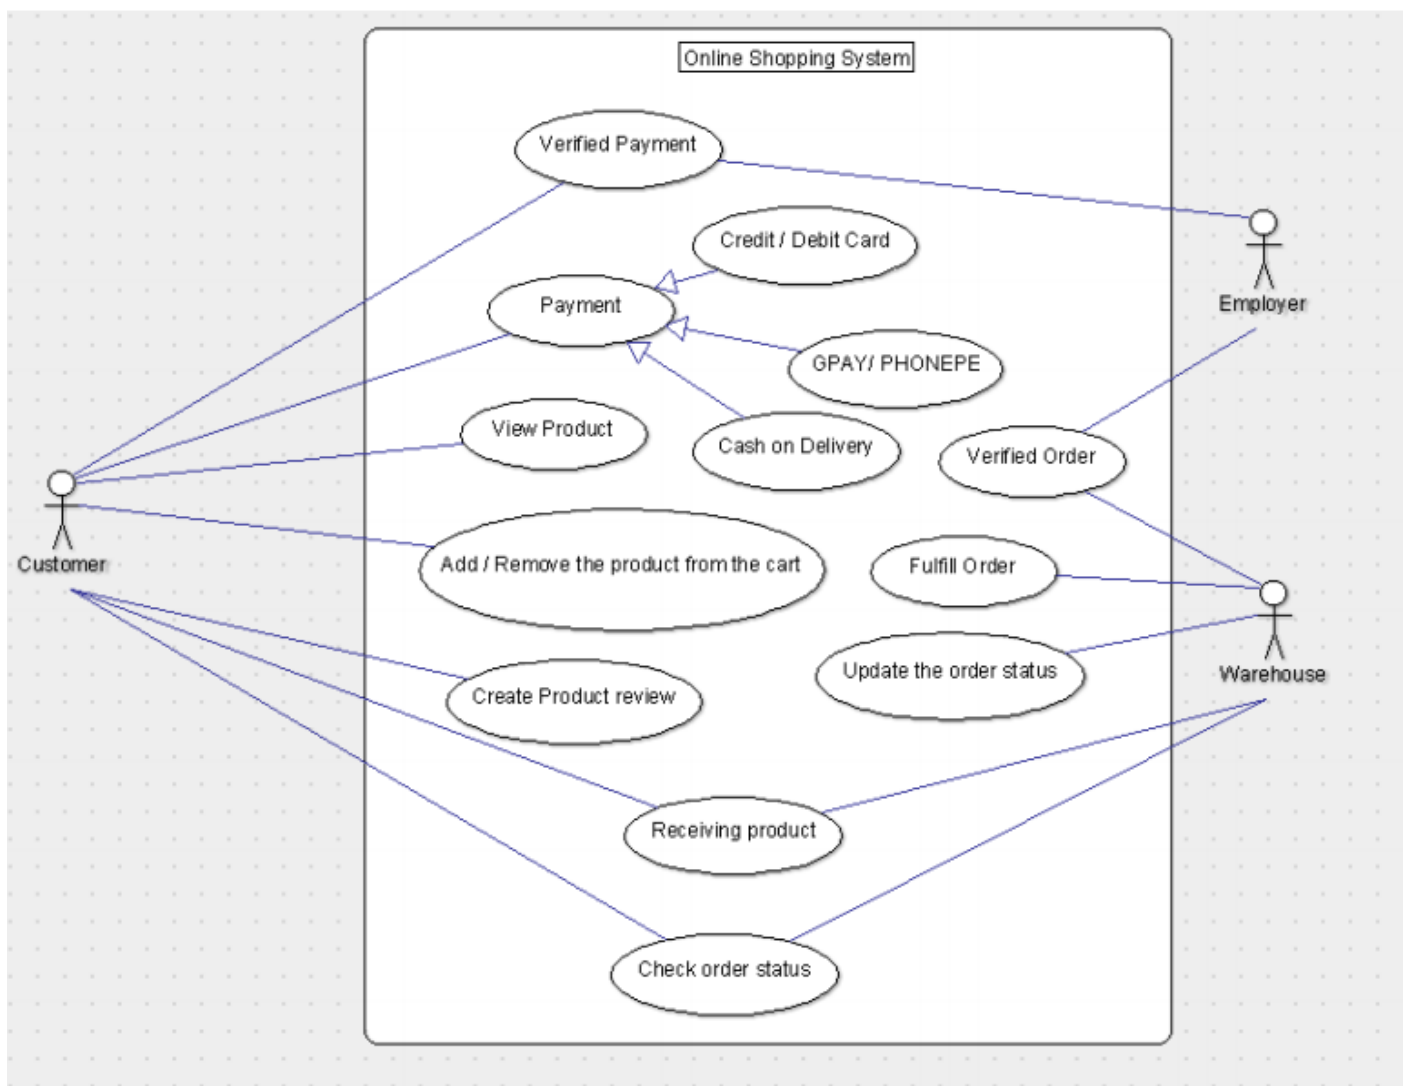 Online Shopping System
Verified Payment
Credit / Debit Card
Payment
Employer
GPAY/ PHONEPE
View Product
Cash on Delivery
Verified Order
Customer
Add / Remove the product from the cart
Fulfill Order
Update the order status
Warehouse
Create Product review
Receiving product
Check order status